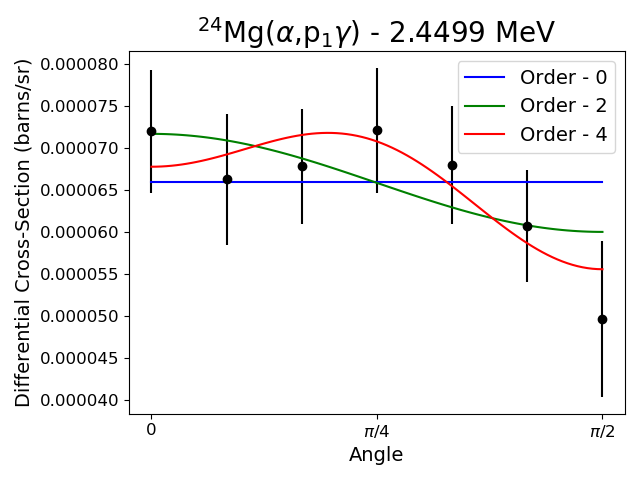 ²⁴Mg(α,p₁γ) - 2.4499 MeV
Differential Cross-Section (barns/sr)
0.000080
0.000075
0.000070
0.000065
0.000060
0.000055
0.000050
0.000045
0.000040
Order - 0
Order - 2
Order - 4
0
π/4
π/2
Angle